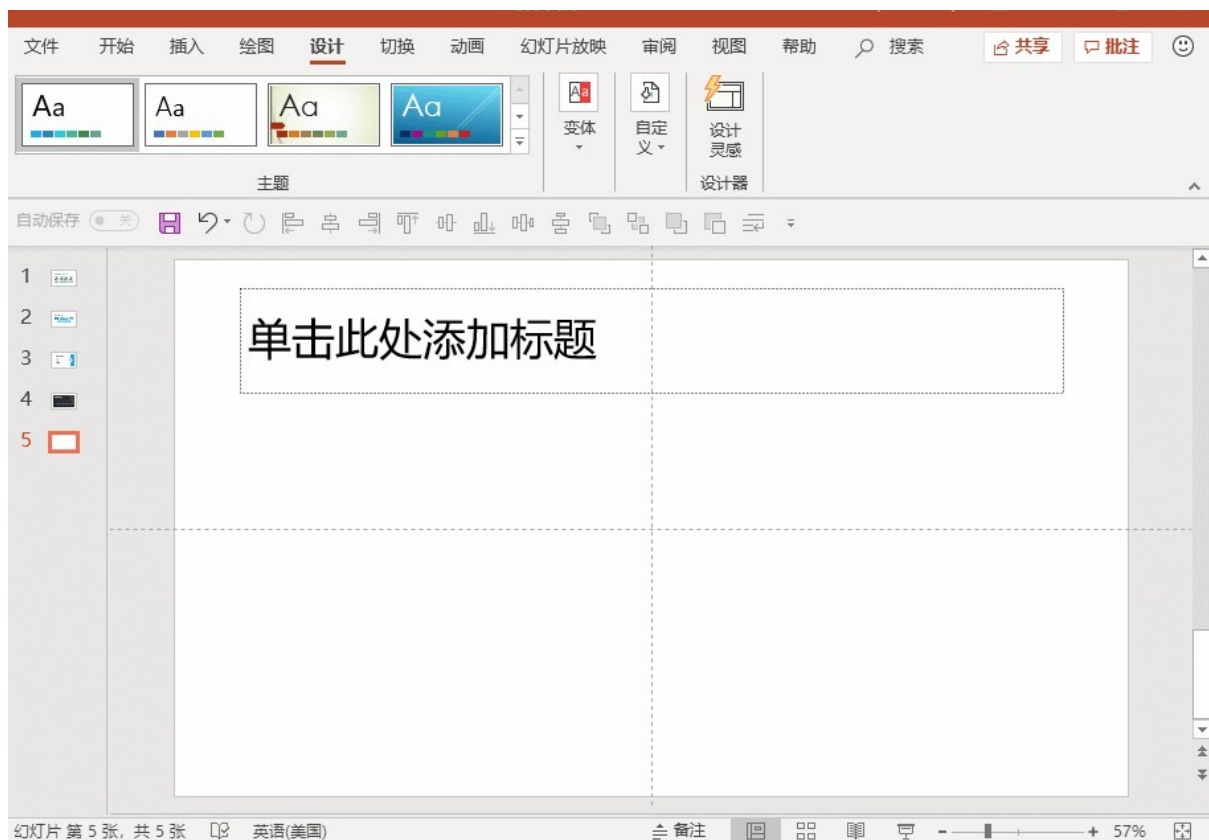 文件 开始 插入 绘图 设计 切换 动画 幻灯片放映 审阅 视图 帮助 搜索 共享 批注
Aa Aa Aa Aa Aa
变体 自定义 设计灵感
主题 设计器
自动保存 关
1
2
3
4
5
单击此处添加标题
幻灯片 第 5 张，共 5 张 英语(美国) 备注 57%